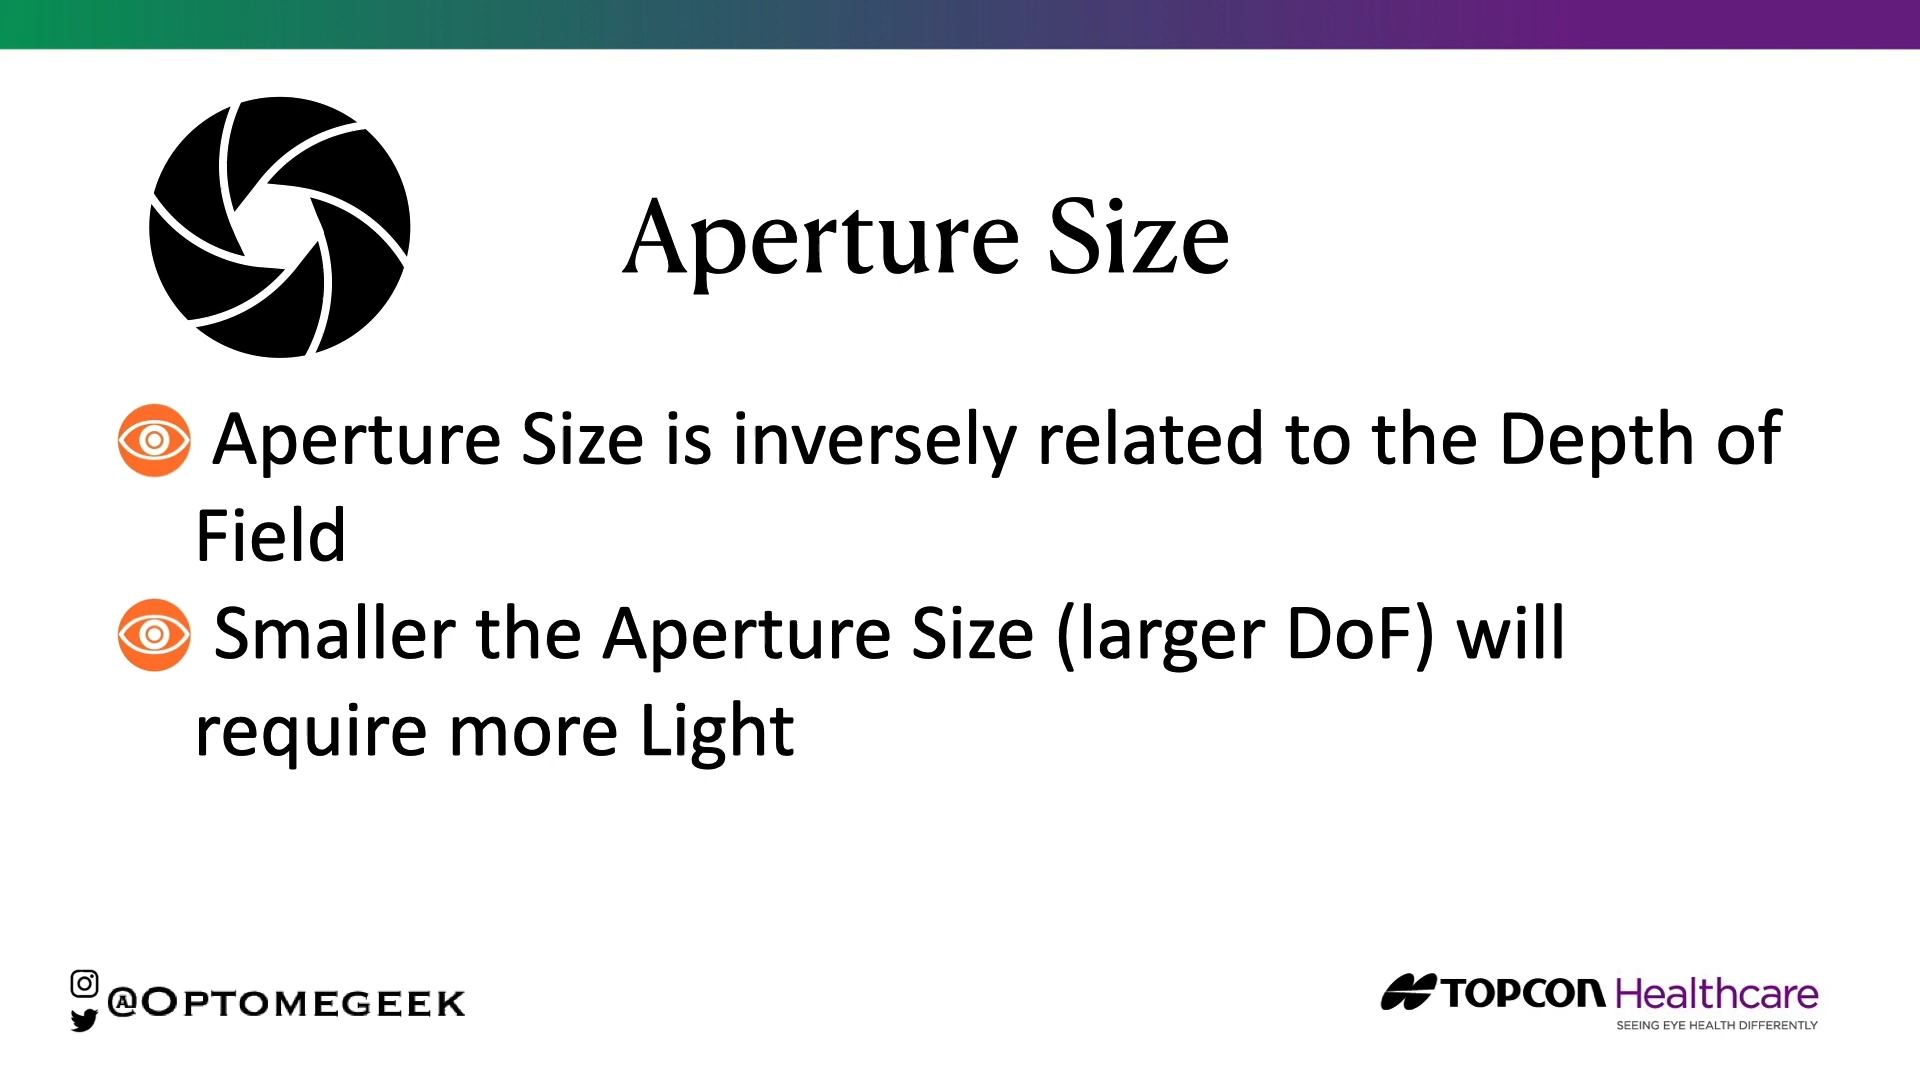 Aperture Size
Aperture Size is inversely related to the Depth of
Field
Smaller the Aperture Size (larger DoF) will
require more Light
@OPTOMEGEEK
TOPCON Healthcare
SEEING EYE HEALTH DIFFERENTLY